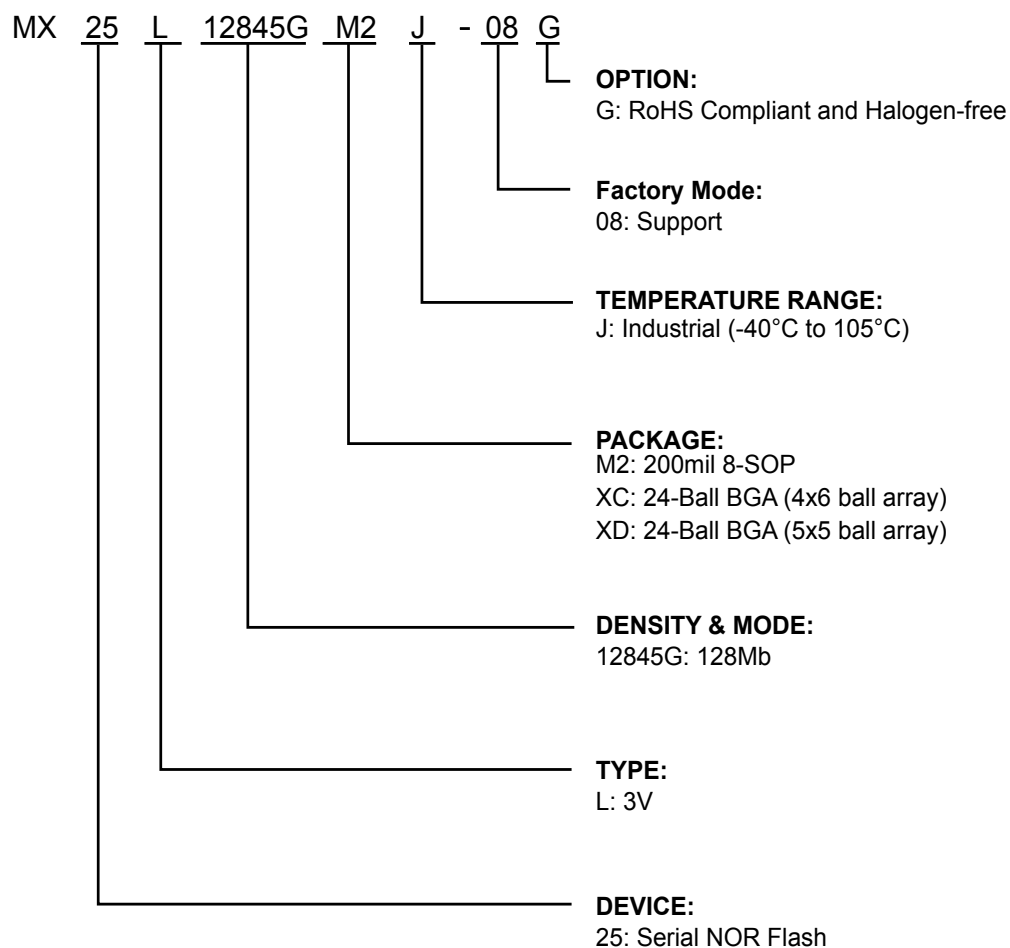 MX 25 L 12845G M2 J - 08 G
OPTION:
G: RoHS Compliant and Halogen-free
Factory Mode:
08: Support
TEMPERATURE RANGE:
J: Industrial (-40°C to 105°C)
PACKAGE:
M2: 200mil 8-SOP
XC: 24-Ball BGA (4x6 ball array)
XD: 24-Ball BGA (5x5 ball array)
DENSITY & MODE:
12845G: 128Mb
TYPE:
L: 3V
DEVICE:
25: Serial NOR Flash